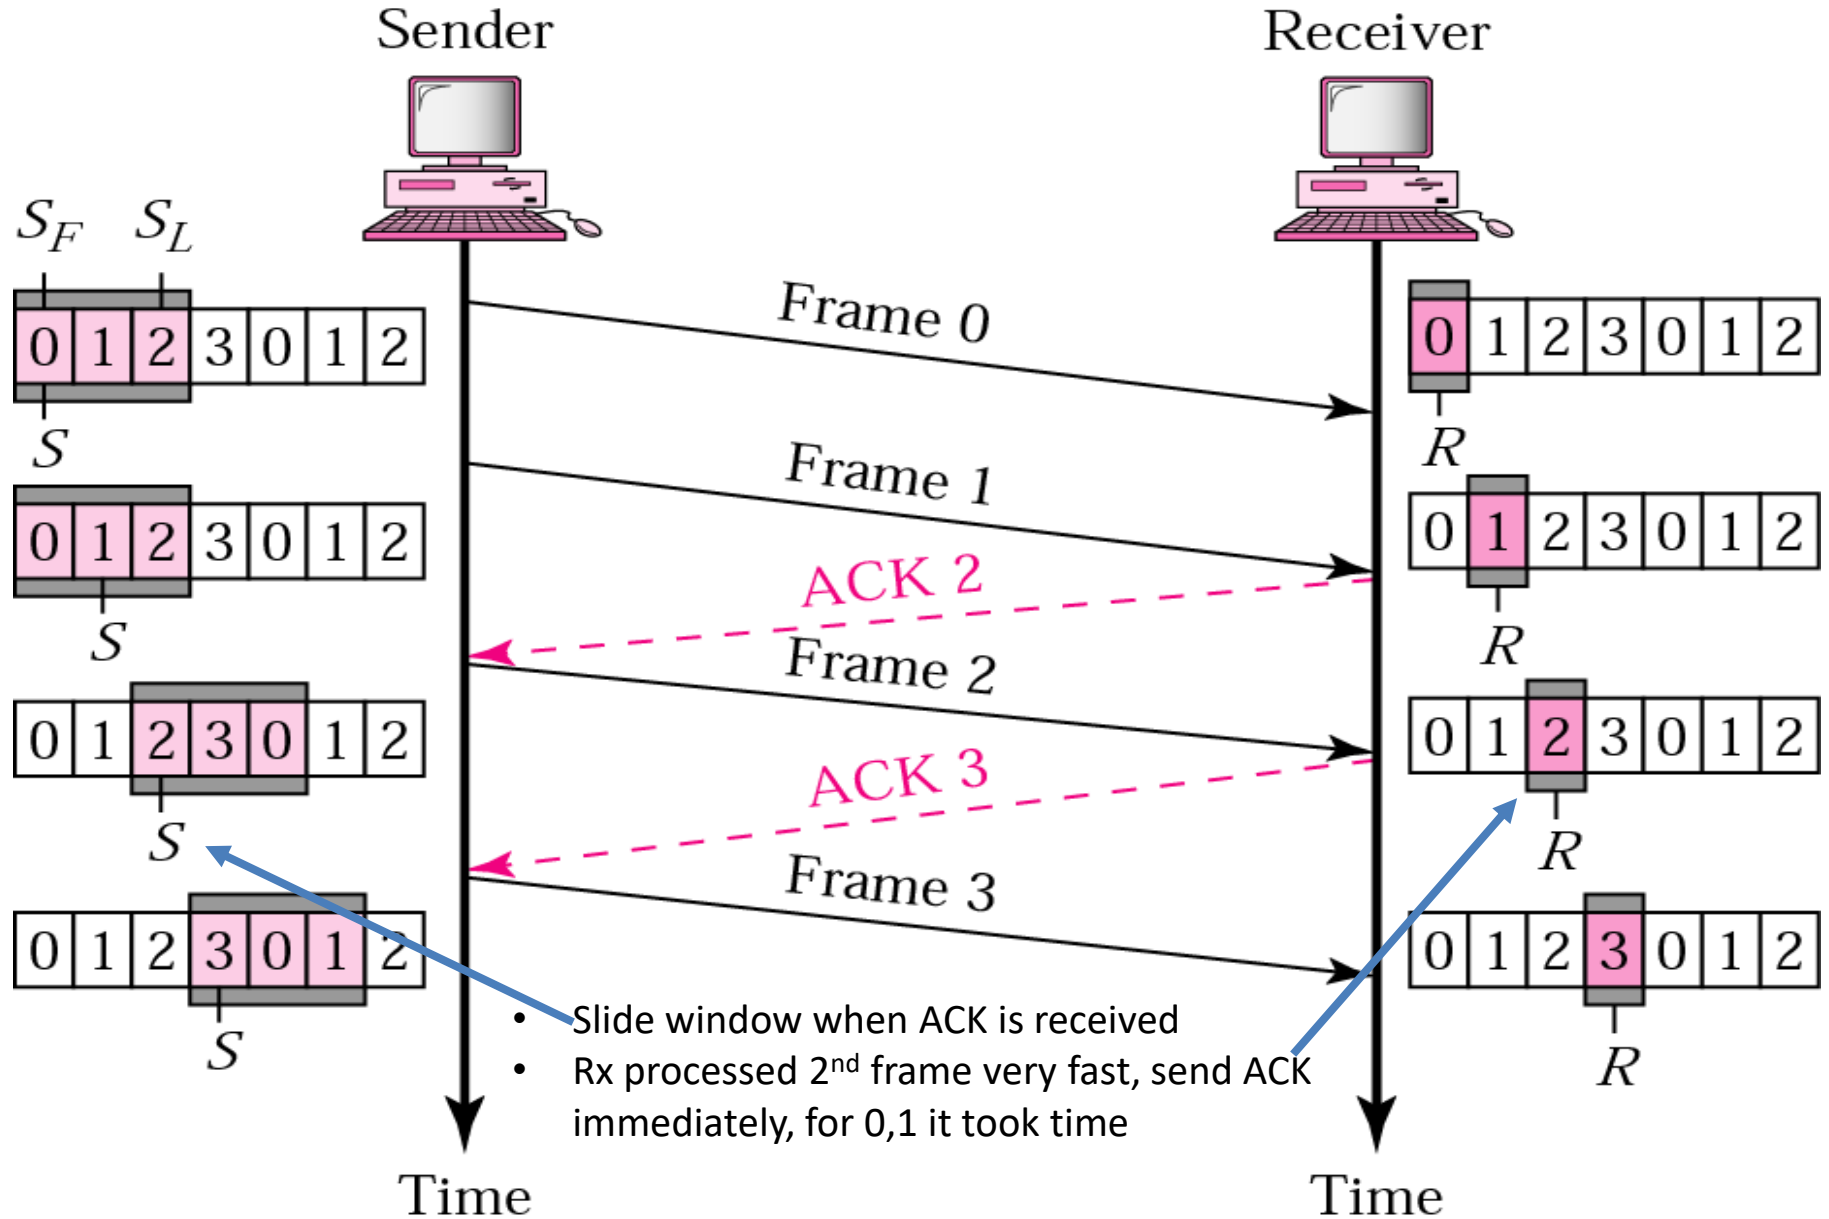 Sender
Receiver
S_F S_L
0 1 2 3 0 1 2
S
Frame 0
0 1 2 3 0 1 2
R
0 1 2 3 0 1 2
S
Frame 1
ACK 2
0 1 2 3 0 1 2
R
0 1 2 3 0 1 2
S
Frame 2
ACK 3
0 1 2 3 0 1 2
R
0 1 2 3 0 1 2
S
Frame 3
0 1 2 3 0 1 2
R
• Slide window when ACK is received
• Rx processed 2nd frame very fast, send ACK
immediately, for 0,1 it took time
Time
Time